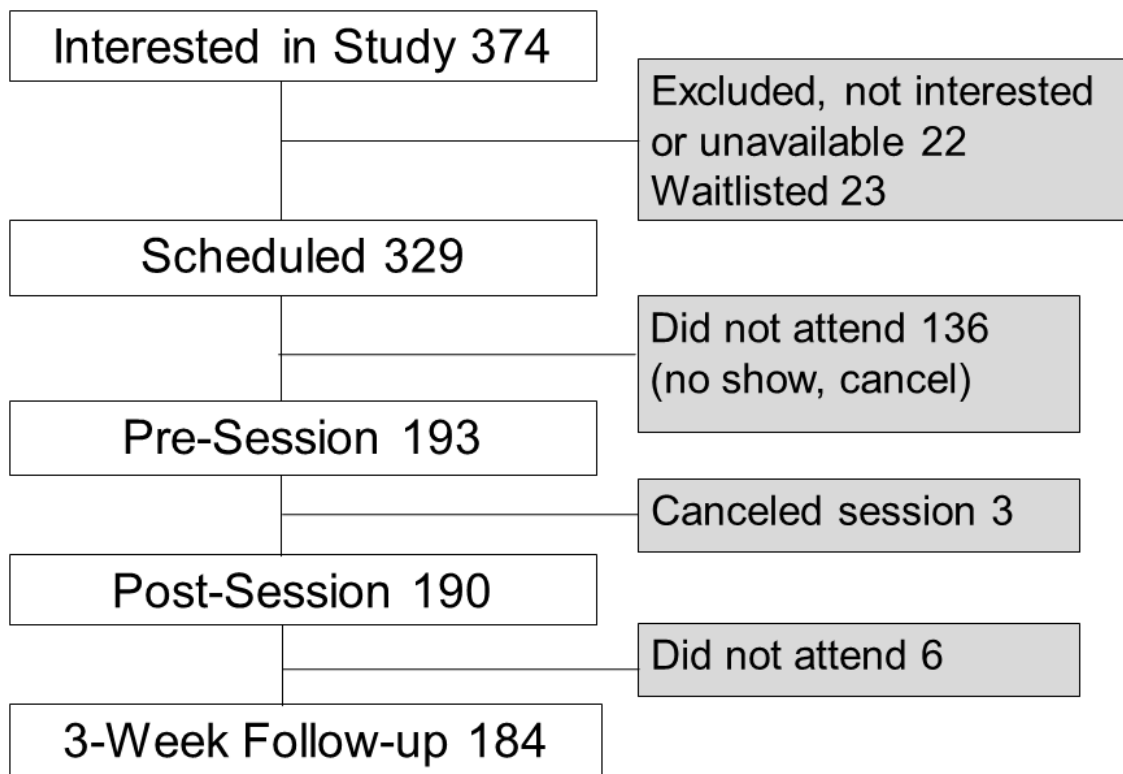 Interested in Study 374
Excluded, not interested
or unavailable 22
Waitlisted 23
Scheduled 329
Did not attend 136
(no show, cancel)
Pre-Session 193
Canceled session 3
Post-Session 190
Did not attend 6
3-Week Follow-up 184